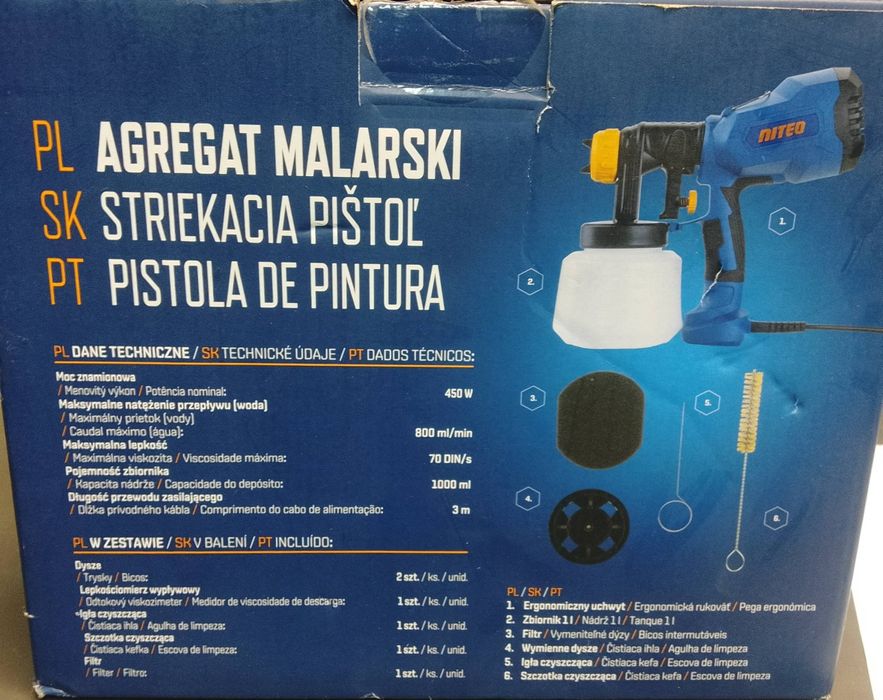 PL AGREGAT MALARSKI
SK STRIEKACIA PIŠTOĽ
PT PISTOLA DE PINTURA
NITEO
1.
2.
3.
5.
4.
6.
PL DANE TECHNICZNE / SK TECHNICKÉ ÚDAJE / PT DADOS TÉCNICOS:
Moc znamionowa
/ Menovitý výkon / Potência nominal: 450 W
Maksymalne natężenie przepływu (woda)
/ Maximálny prietok (vody)
/ Caudal máximo (água): 800 ml/min
Maksymalna lepkość
/ Maximálna viskozita / Viscosidade máxima: 70 DIN/s
Pojemność zbiornika
/ Kapacita nádrže / Capacidade do depósito: 1000 ml
Długość przewodu zasilającego
/ Dĺžka prívodného kábla / Comprimento do cabo de alimentação: 3 m
PL W ZESTAWIE / SK V BALENÍ / PT INCLUÍDO:
Dysze
/ Trysky / Bicos: 2 szt. / ks. / unid.
Lepkościomierz wypływowy
/ Odtokový viskozimeter / Medidor de viscosidade de descarga: 1 szt. / ks. / unid.
Igła czyszcząca
/ Čistiaca ihla / Agulha de limpeza: 1 szt. / ks. / unid.
Szczotka czyszcząca
/ Čistiaca kefka / Escova de limpeza: 1 szt. / ks. / unid.
Filtr
/ Filter / Filtro: 1 szt. / ks. / unid.
PL / SK / PT
1. Ergonomiczny uchwyt / Ergonomická rukoväť / Pega ergonómica
2. Zbiornik 1 l / Nádrž 1 l / Tanque 1 l
3. Filtr / Vymeniteľné dýzy / Bicos intermutáveis
4. Wymienne dysze / Čistiaca ihla / Agulha de limpeza
5. Igła czyszcząca / Čistiaca kefa / Escova de limpeza
6. Szczotka czyszcząca / Čistiaca kefa / Escova de limpeza